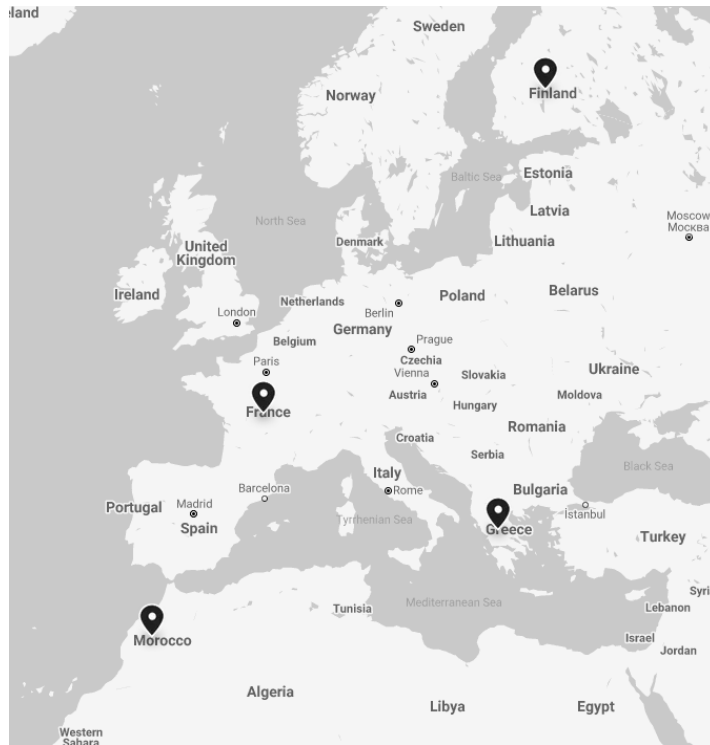 eland
Sweden
Finland
Norway
Estonia
Baltic Sea
Latvia
Moscow
Москва
North Sea
Denmark
Lithuania
United
Kingdom
Ireland
Netherlands
Poland
Belarus
London
Berlin
Germany
Belgium
Prague
Czechia
Paris
Vienna
Slovakia
Ukraine
Austria
Moldova
Hungary
France
Romania
Croatia
Serbia
Black Sea
Italy
Barcelona
Rome
Bulgaria
Portugal
Madrid
Spain
Tyrrhenian Sea
Istanbul
Greece
Turkey
Syri
Tunisia
Mediterranean Sea
Lebanon
Morocco
Israel
Jordan
Algeria
Libya
Egypt
Western
Sahara